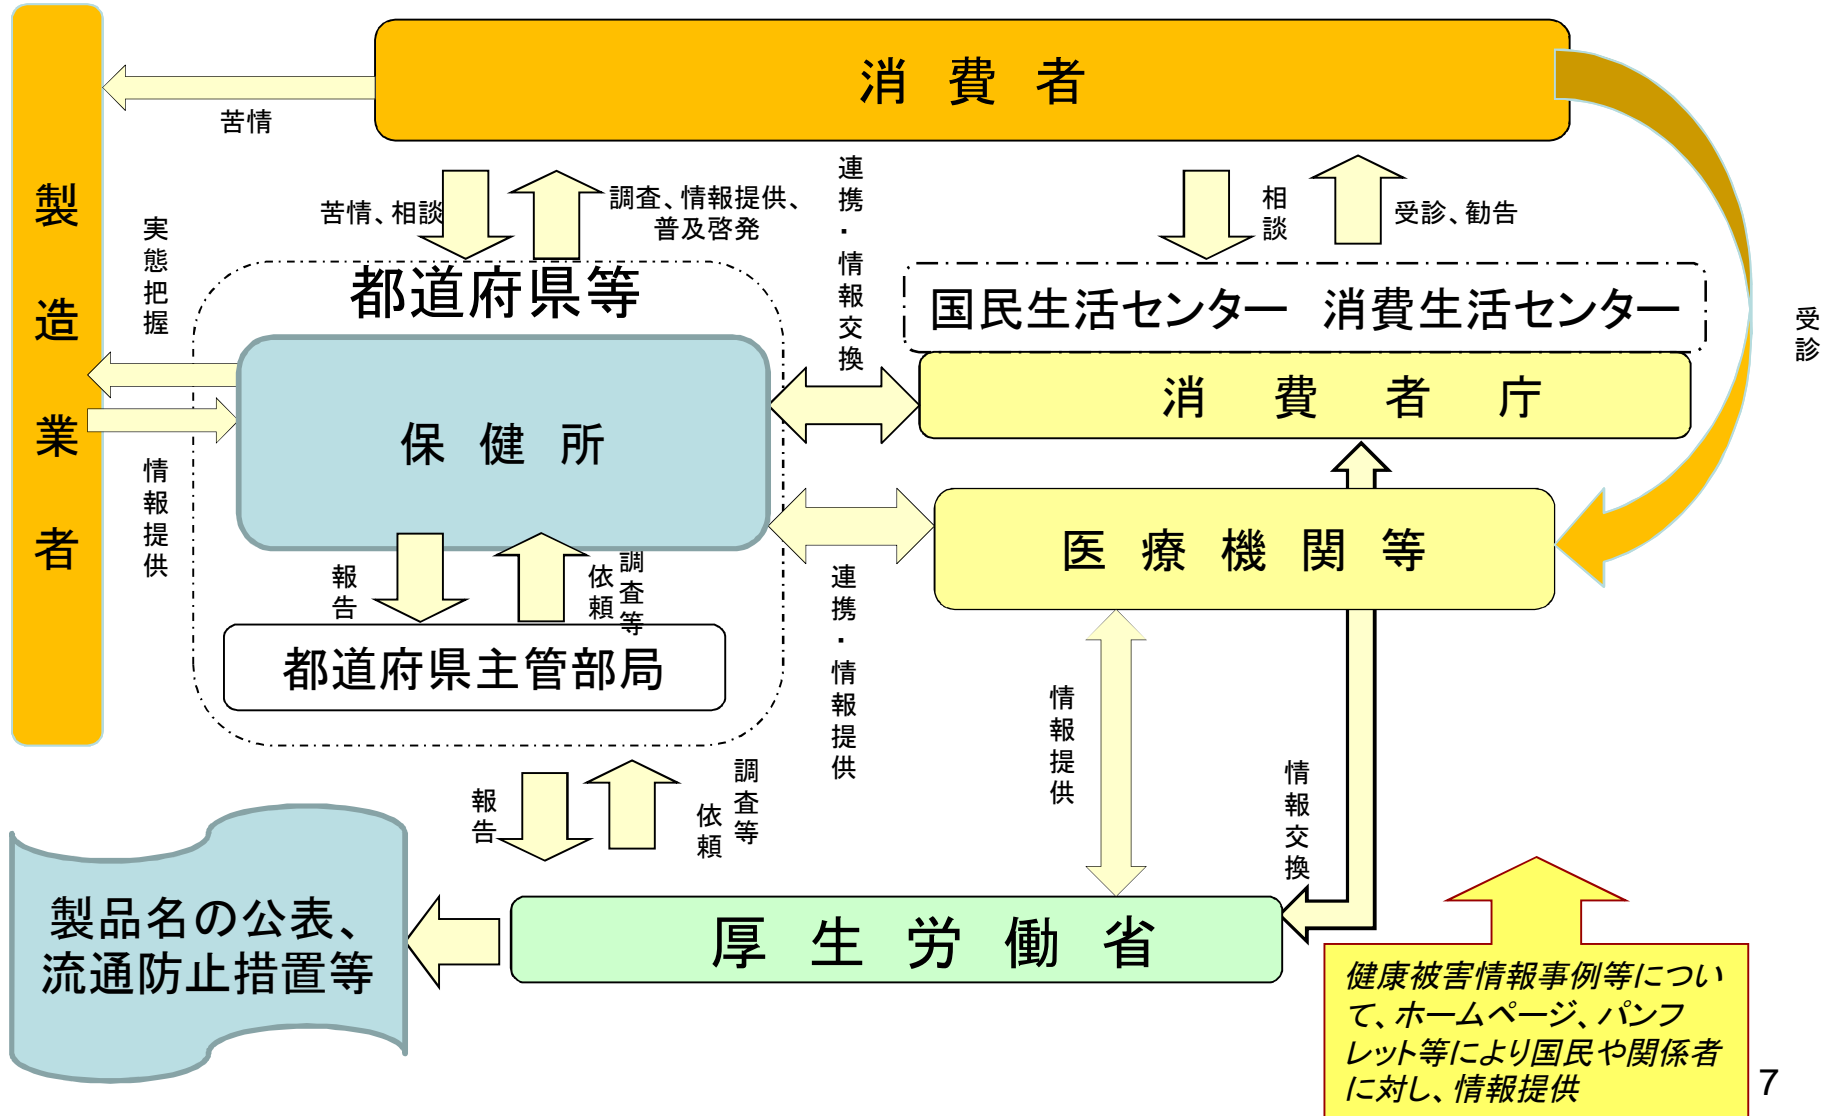 消費者
苦情
製造業者
苦情、相談
調査、情報提供、
普及啓発
連携・情報交換
相談
受診、勧告
受診
実態把握
都道府県等
国民生活センター　消費生活センター
消費者庁
保健所
情報提供
医療機関等
報告
依頼
調査等
連携・情報提供
都道府県主管部局
情報提供
報告
依頼
調査等
情報交換
製品名の公表、
流通防止措置等
厚生労働省
健康被害情報事例等につい
て、ホームページ、パンフ
レット等により国民や関係者
に対し、情報提供
7